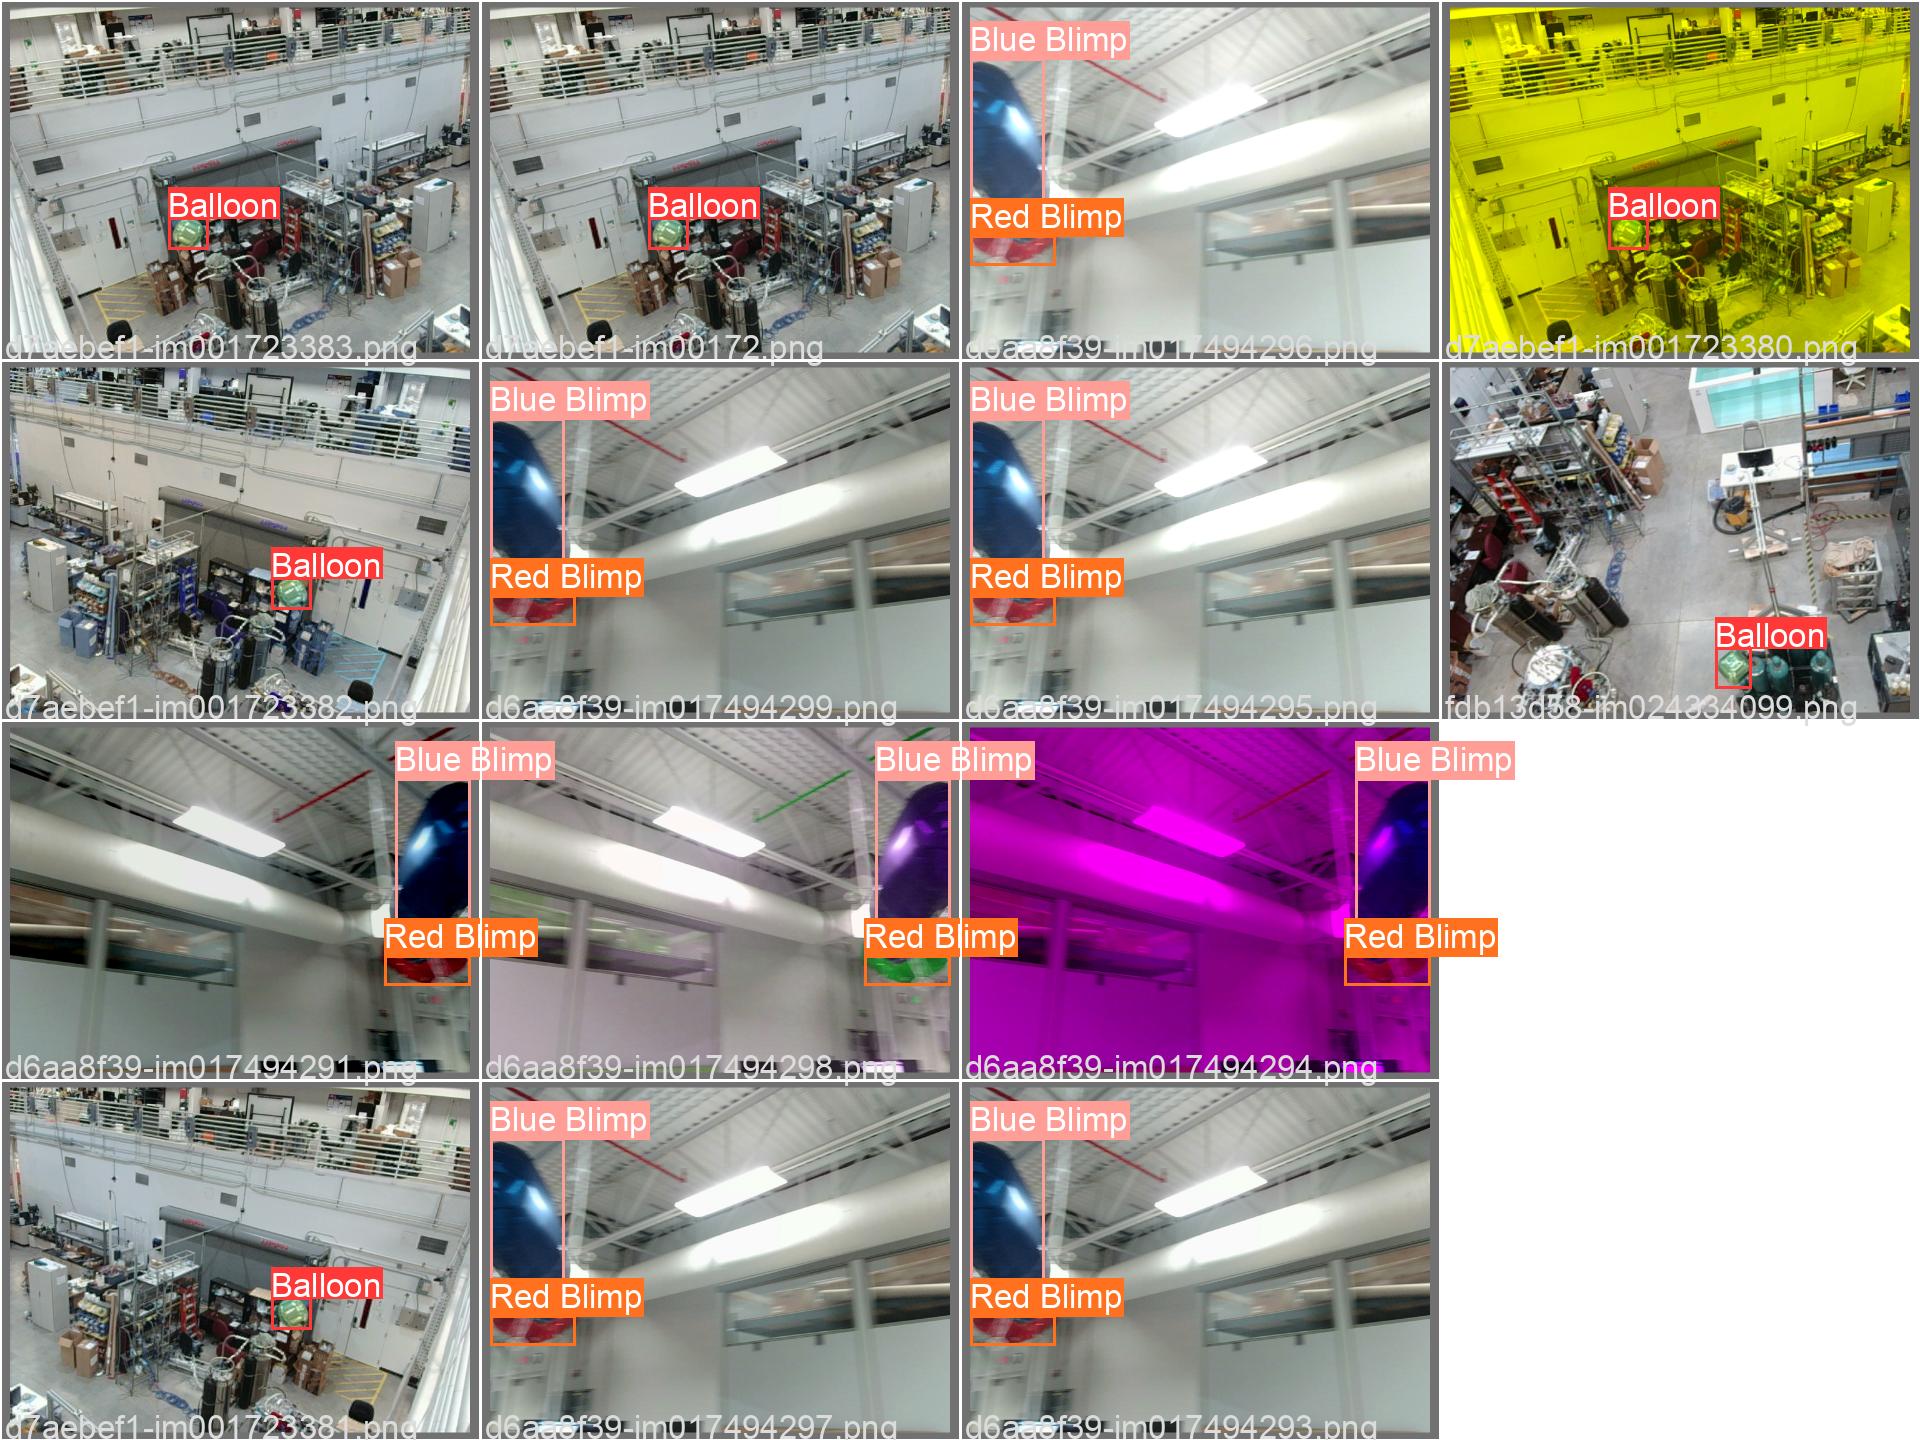 Balloon
d7aebef1-im001723383.png
Balloon
d7aebef1-im00172.png
Blue Blimp
Red Blimp
d6aa8f39-im017494296.png
Balloon
d7aebef1-im001723380.png
Balloon
d7aebef1-im001723382.png
Blue Blimp
Red Blimp
d6aa8f39-im017494299.png
Blue Blimp
Red Blimp
d6aa8f39-im017494295.png
Balloon
fdb13d58-im024334099.png
Blue Blimp
Red Blimp
d6aa8f39-im017494291.png
Blue Blimp
Red Blimp
d6aa8f39-im017494298.png
Blue Blimp
Red Blimp
d6aa8f39-im017494294.png
Balloon
d7aebef1-im001723381.png
Blue Blimp
Red Blimp
d6aa8f39-im017494297.png
Blue Blimp
Red Blimp
d6aa8f39-im017494293.png